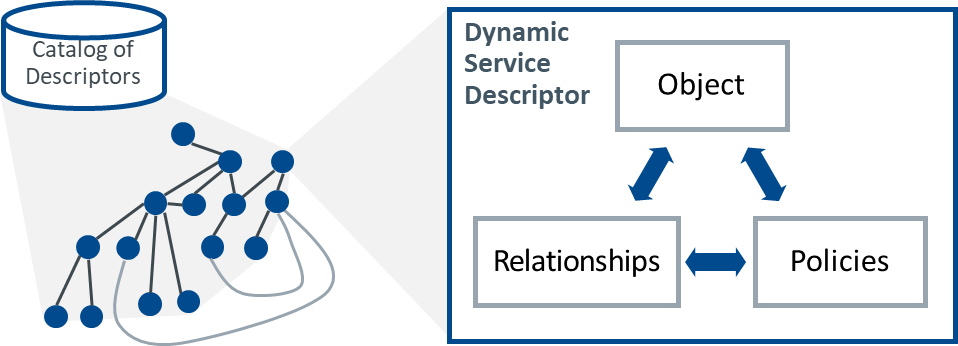 Catalog of
Descriptors
Dynamic
Service
Descriptor
Object
Relationships
Policies